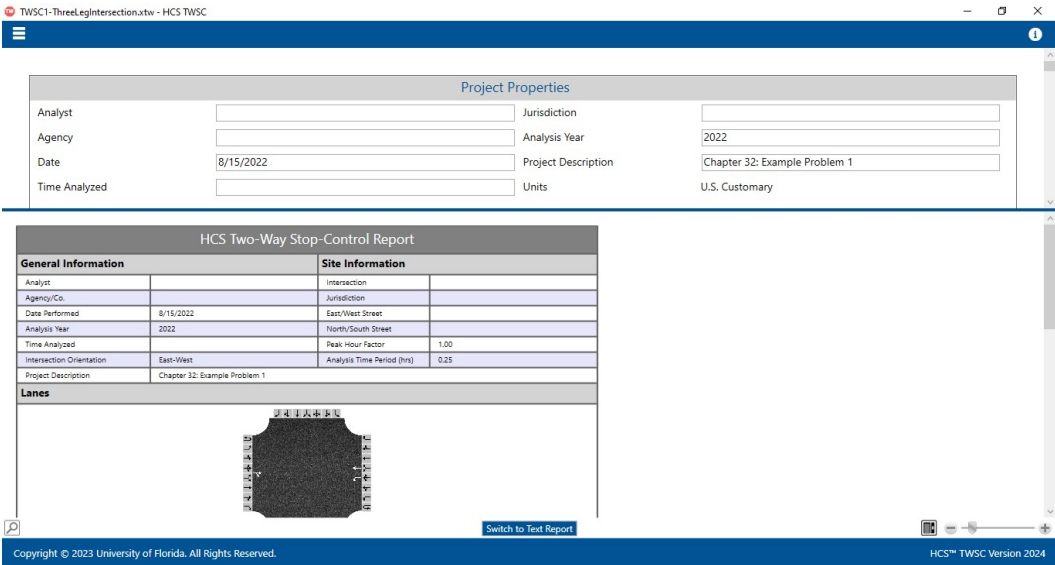 TWSC1-ThreeLegIntersection.xtw - HCS TWSC
Project Properties
Analyst Jurisdiction
Agency Analysis Year 2022
Date 8/15/2022 Project Description Chapter 32: Example Problem 1
Time Analyzed Units U.S. Customary
HCS Two-Way Stop-Control Report
General Information Site Information
Analyst Intersection
Agency/Co. Jurisdiction
Date Performed 8/15/2022 East/West Street
Analysis Year 2022 North/South Street
Time Analyzed Peak Hour Factor 1.00
Intersection Orientation East-West Analysis Time Period (hrs) 0.25
Project Description Chapter 32: Example Problem 1
Lanes
Switch to Text Report
Copyright © 2023 University of Florida. All Rights Reserved. HCS™ TWSC Version 2024